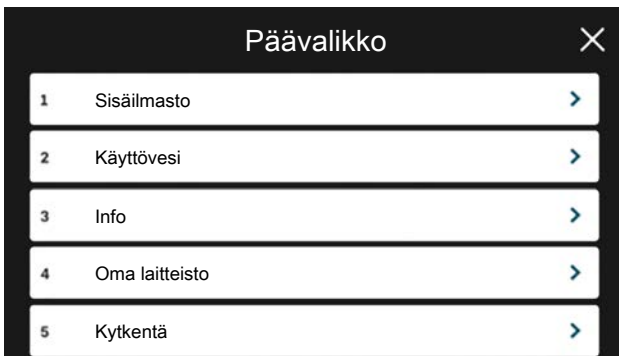 Päävalikko
1 Sisäilmasto
2 Käyttövesi
3 Info
4 Oma laitteisto
5 Kytkentä